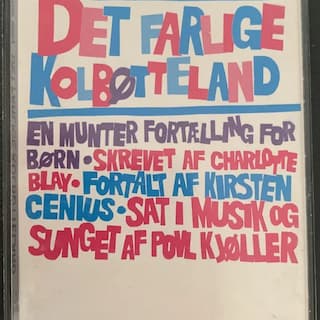 DET FARLIGE
KOLBØTTELAND
EN MUNTER FORTÆLLING FOR
BØRN • SKREVET AF CHARLOTTE
BLAY • FORTALT AF KIRSTEN
CENIUS • SAT I MUSIK OG
SUNGET AF POVL KJØLLER